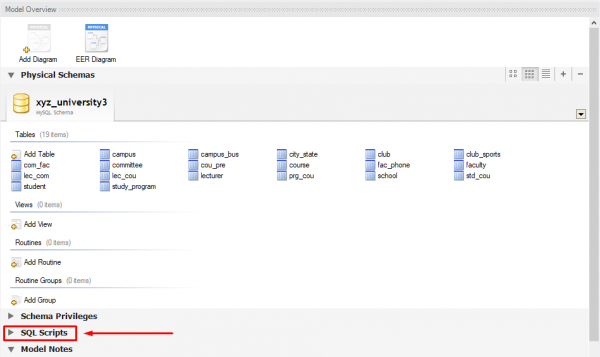 Model Overview
Add Diagram EER Diagram
Physical Schemas
xyz_university3
MySQL Schema
Tables (19 items)
Add Table campus campus_bus city_state club club_sports
com_fac committee cou_pre course fac_phone faculty
lec_com lec_cou lecturer prg_cou school std_cou
student study_program
Views (0 items)
Add View
Routines (0 items)
Add Routine
Routine Groups (0 items)
Add Group
Schema Privileges
SQL Scripts
Model Notes